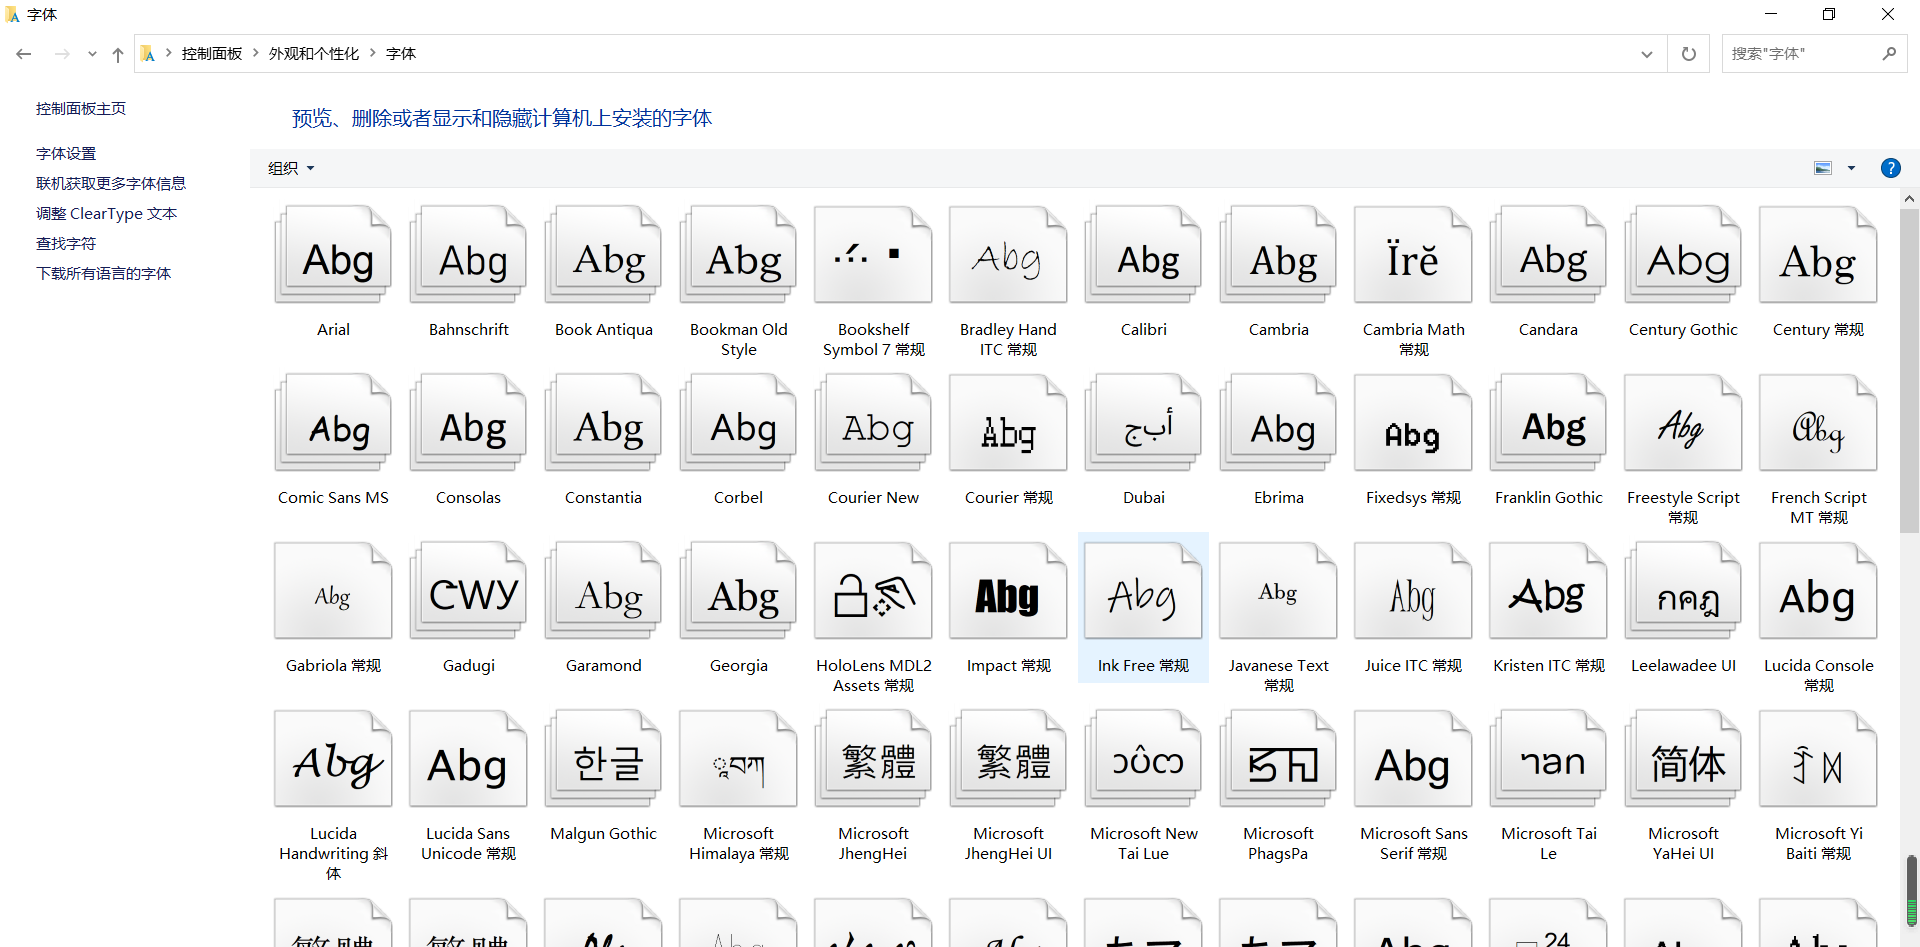 字体
控制面板 外观和个性化 字体
搜索"字体"
控制面板主页
字体设置
联机获取更多字体信息
调整 ClearType 文本
查找字符
下载所有语言的字体
预览、删除或者显示和隐藏计算机上安装的字体
组织
Abg Abg Abg Abg Abg Abg Abg Ïrĕ Abg Abg Abg
Arial
Bahnschrift
Book Antiqua
Bookman Old
Style
Bookshelf
Symbol 7 常规
Bradley Hand
ITC 常规
Calibri
Cambria
Cambria Math
常规
Candara
Century Gothic
Century 常规
Abg Abg Abg Abg Abg Abg أب‌ج Abg Abg Abg Abg Abg
Comic Sans MS
Consolas
Constantia
Corbel
Courier New
Courier 常规
Dubai
Ebrima
Fixedsys 常规
Franklin Gothic
Freestyle Script
常规
French Script
MT 常规
Abg ᏣᎳᎩ Abg Abg Abg Abg Abg Abg Abg กคฎ Abg
Gabriola 常规
Gadugi
Garamond
Georgia
HoloLens MDL2
Assets 常规
Impact 常规
Ink Free 常规
Javanese Text
常规
Juice ITC 常规
Kristen ITC 常规
Leelawadee UI
Lucida Console
常规
Abg Abg 한글 繁體 繁體 Abg 简体
Lucida
Handwriting 斜
体
Lucida Sans
Unicode 常规
Malgun Gothic
Microsoft
Himalaya 常规
Microsoft
JhengHei
Microsoft
JhengHei UI
Microsoft New
Tai Lue
Microsoft
PhagsPa
Microsoft Sans
Serif 常规
Microsoft Tai
Le
Microsoft
YaHei UI
Microsoft Yi
Baiti 常规
24